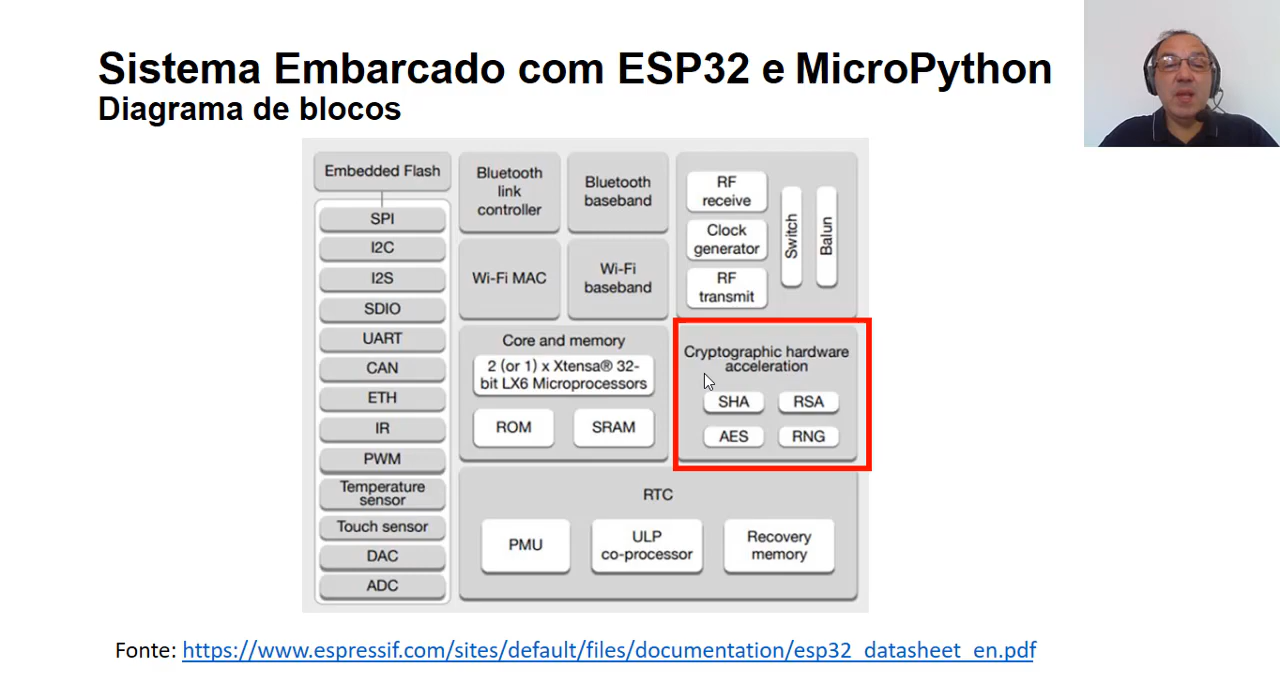 Sistema Embarcado com ESP32 e MicroPython
Diagrama de blocos
Embedded Flash
SPI
I2C
I2S
SDIO
UART
CAN
ETH
IR
PWM
Temperature
sensor
Touch sensor
DAC
ADC
Bluetooth
link
controller
Bluetooth
baseband
Wi-Fi MAC
Wi-Fi
baseband
RF
receive
Clock
generator
RF
transmit
Switch
Balun
Core and memory
2 (or 1) x Xtensa® 32-
bit LX6 Microprocessors
ROM
SRAM
Cryptographic hardware
acceleration
SHA
RSA
AES
RNG
RTC
PMU
ULP
co-processor
Recovery
memory
Fonte: https://www.espressif.com/sites/default/files/documentation/esp32_datasheet_en.pdf